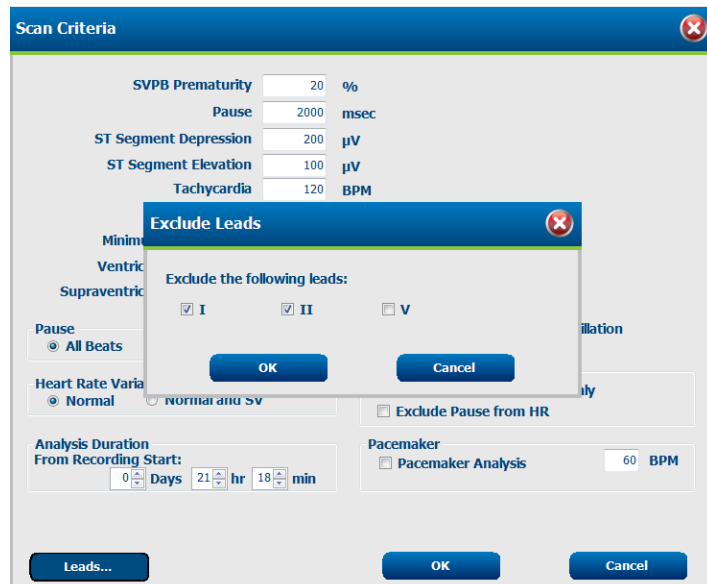 Scan Criteria
SVPB Prematurity 20 %
Pause 2000 msec
ST Segment Depression 200 µV
ST Segment Elevation 100 µV
Tachycardia 120 BPM
Exclude Leads
Exclude the following leads:
I II V
OK Cancel
Pause
All Beats
Heart Rate
Normal Normal and SV
Exclude Pause from HR
Analysis Duration
From Recording Start:
0 Days 21 hr 18 min
Pacemaker
Pacemaker Analysis 60 BPM
Leads... OK Cancel